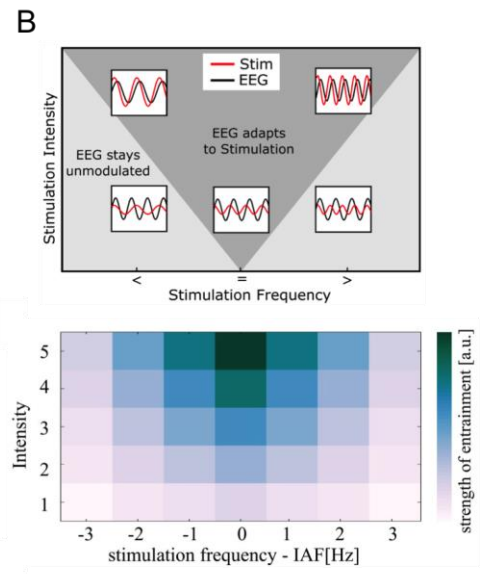 B
Stim
EEG
EEG adapts
to Stimulation
EEG stays
unmodulated
Stimulation Intensity
< = >
Stimulation Frequency
5
4
3
2
1
Intensity
-3 -2 -1 0 1 2 3
stimulation frequency - IAF[Hz]
strength of entrainment [a.u.]